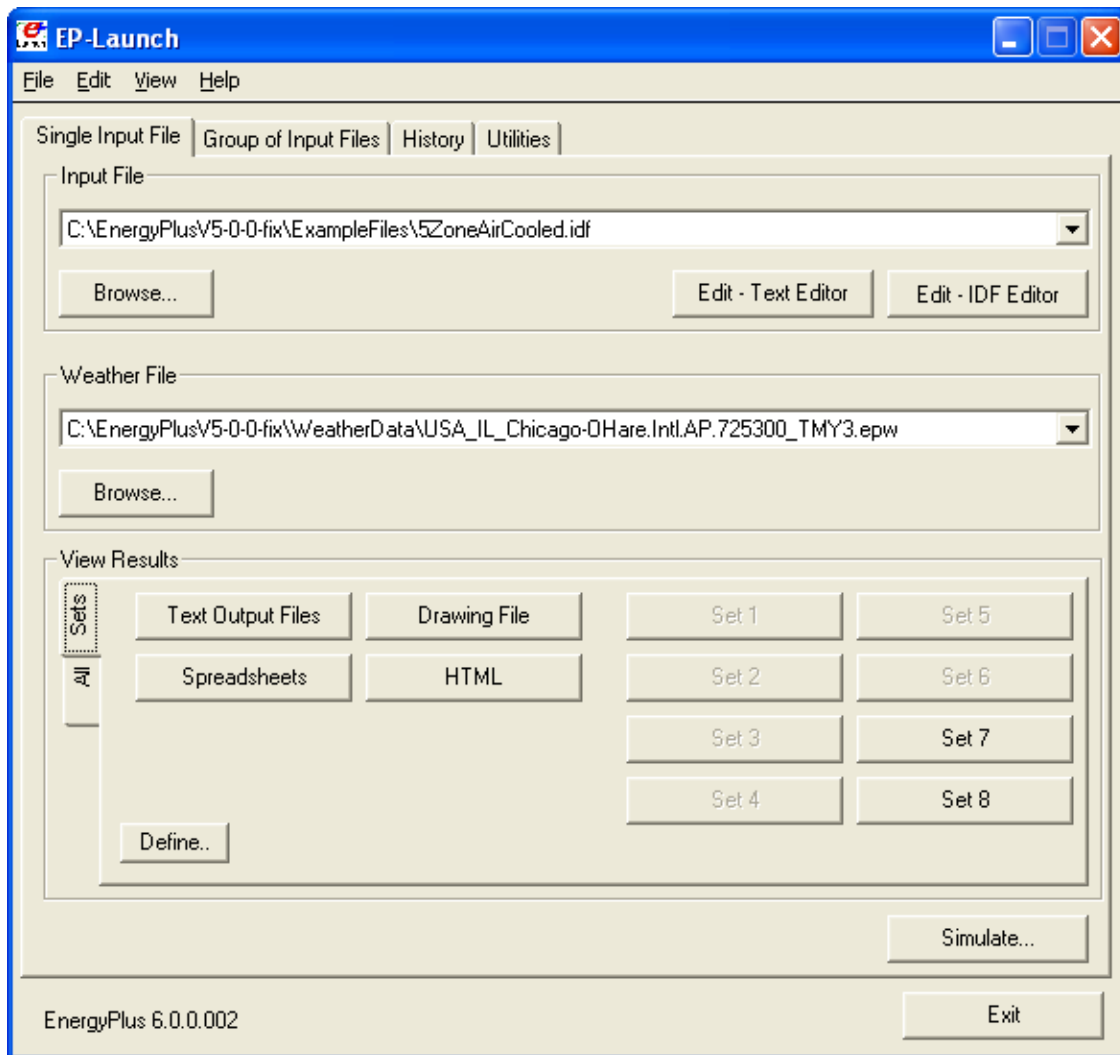 EP-Launch
File Edit View Help
Single Input File Group of Input Files History Utilities
Input File
C:\EnergyPlusV5-0-0-fix\ExampleFiles\5ZoneAirCooled.idf
Browse... Edit - Text Editor Edit - IDF Editor
Weather File
C:\EnergyPlusV5-0-0-fix\WeatherData\USA_IL_Chicago-OHare.Intl.AP.725300_TMY3.epw
Browse...
View Results
Sets
All
Text Output Files Drawing File Set 1 Set 5
Spreadsheets HTML Set 2 Set 6
Set 3 Set 7
Set 4 Set 8
Define..
Simulate...
EnergyPlus 6.0.0.002 Exit